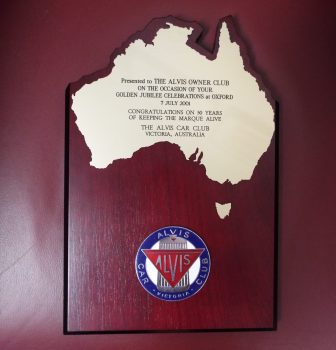 Presented to THE ALVIS OWNER CLUB
ON THE OCCASION OF YOUR
GOLDEN JUBILEE CELEBRATIONS at OXFORD
7 JULY 2001
CONGRATULATIONS ON 50 YEARS
OF KEEPING THE MARQUE ALIVE
THE ALVIS CAR CLUB
VICTORIA, AUSTRALIA
ALVIS
ALVIS
CAR CLUB
VICTORIA